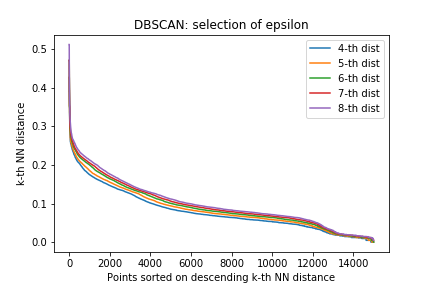 DBSCAN: selection of epsilon
0.5
0.4
0.3
0.2
0.1
0.0
k-th NN distance
4-th dist
5-th dist
6-th dist
7-th dist
8-th dist
0 2000 4000 6000 8000 10000 12000 14000
Points sorted on descending k-th NN distance